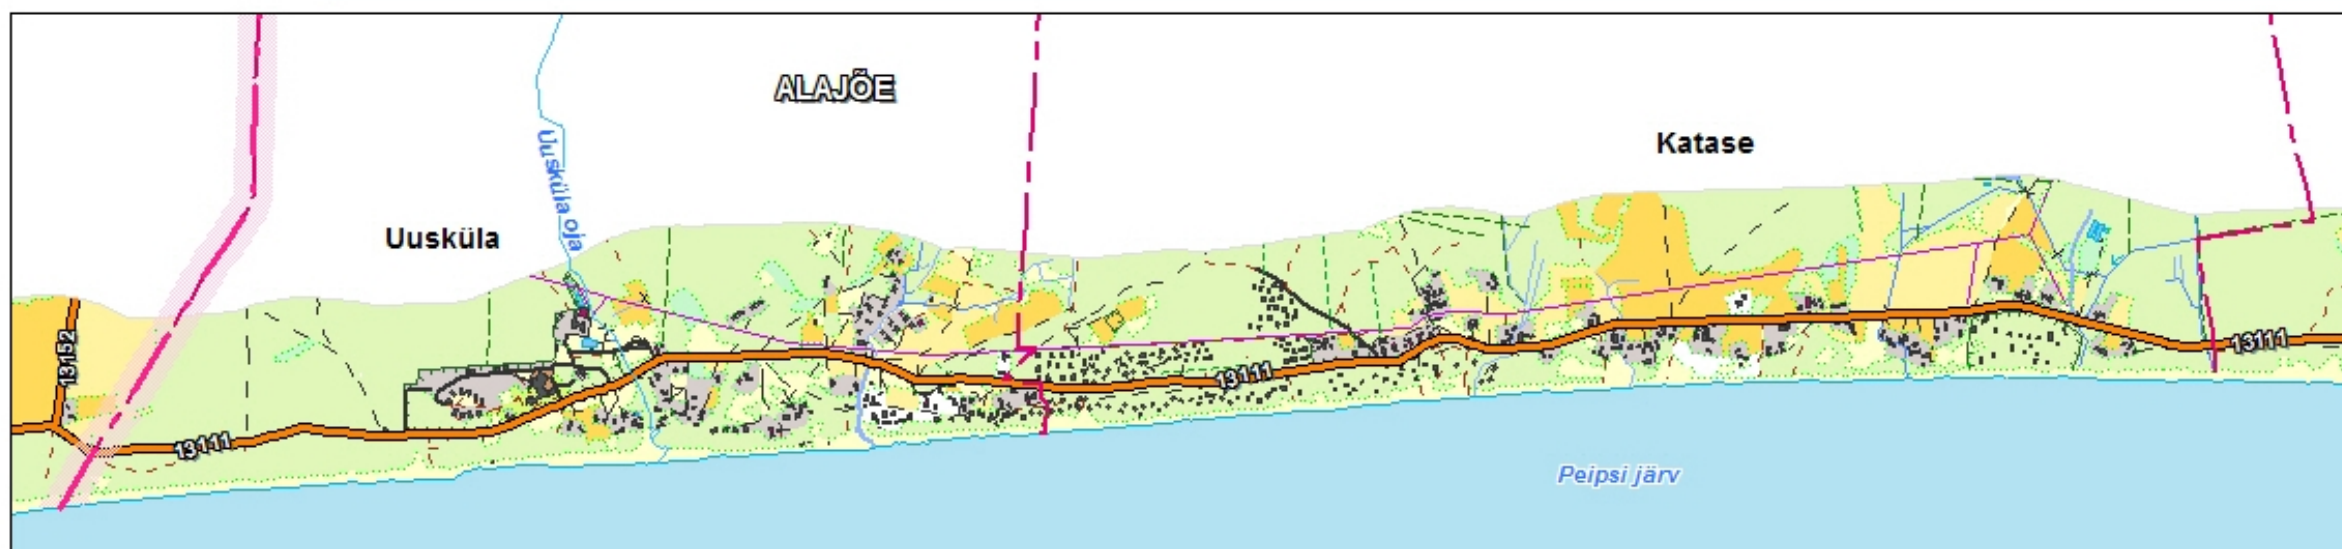 ALAJÕE
Katase
Uusküla oja
Uusküla
13152
13111
13111
13111
Peipsi järv